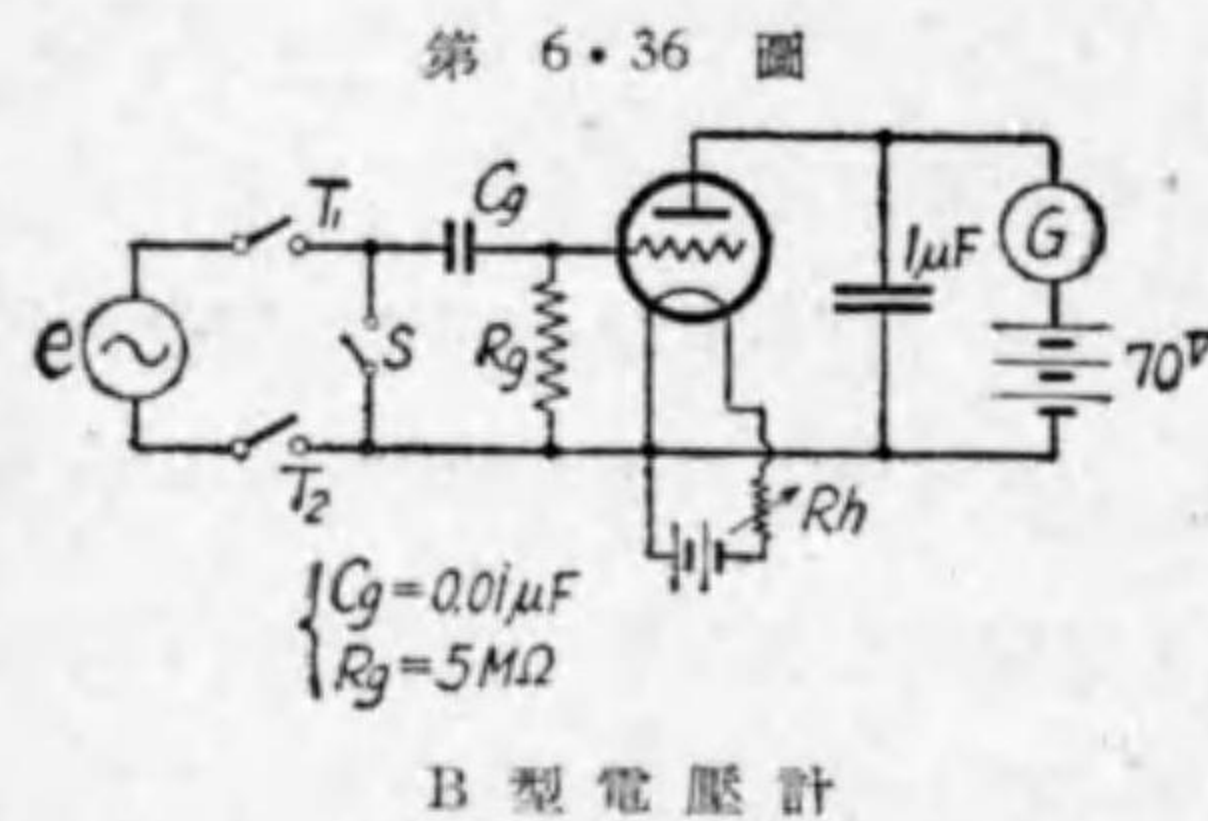 第 6・36 圖
T₁
Cg
e
S
Rg
1μF
G
70V
T₂
Rh
Cg=0.01μF
Rg=5MΩ
B 型電壓計